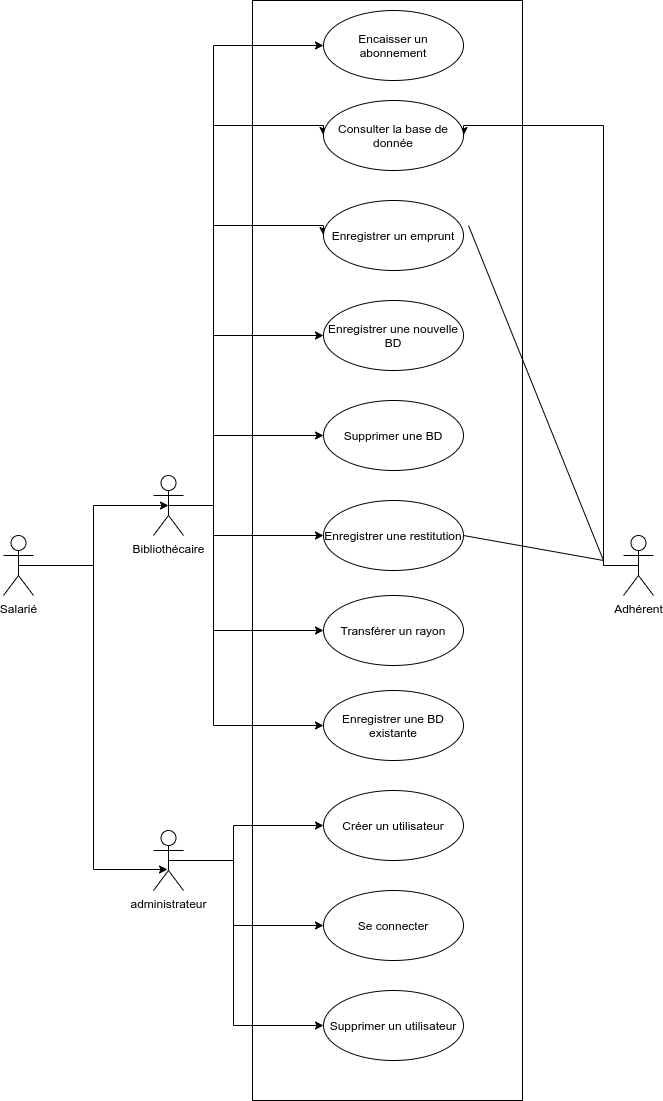 Encaisser un
abonnement
Consulter la base de
donnée
Enregistrer un emprunt
Enregistrer une nouvelle
BD
Supprimer une BD
Enregistrer une restitution
Bibliothécaire
Salarié
Adhérent
Transférer un rayon
Enregistrer une BD
existante
Créer un utilisateur
administrateur
Se connecter
Supprimer un utilisateur